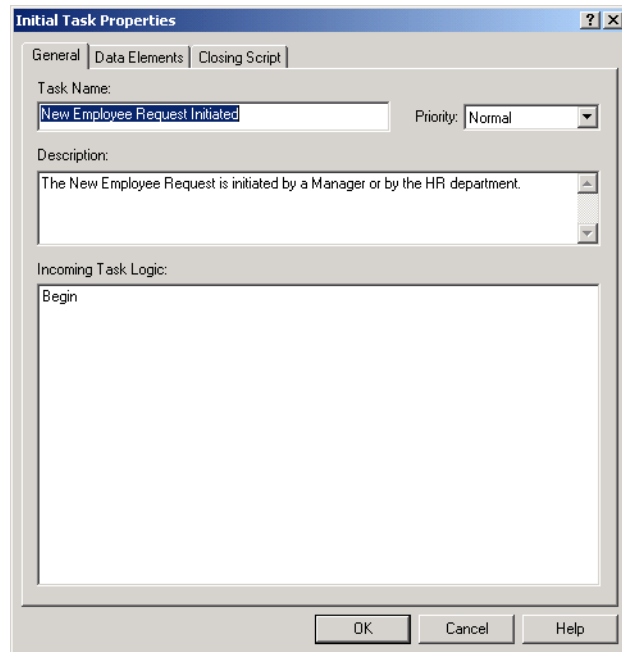 Initial Task Properties
General Data Elements Closing Script
Task Name:
New Employee Request Initiated Priority: Normal
Description:
The New Employee Request is initiated by a Manager or by the HR department.
Incoming Task Logic:
Begin
OK Cancel Help